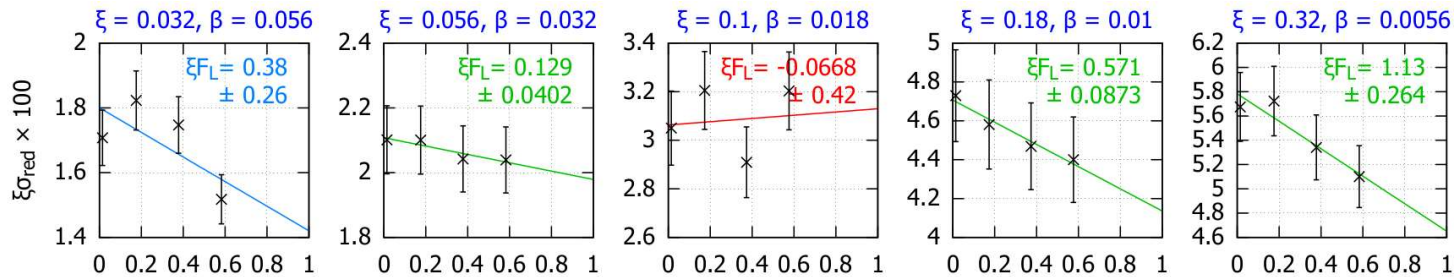 ξ = 0.032, β = 0.056
ξ = 0.056, β = 0.032
ξ = 0.1, β = 0.018
ξ = 0.18, β = 0.01
ξ = 0.32, β = 0.0056
ξσred × 100
2
1.8
1.6
1.4
ξFL= 0.38
± 0.26
0 0.2 0.4 0.6 0.8 1
2.4
2.2
2
1.8
ξFL= 0.129
± 0.0402
0 0.2 0.4 0.6 0.8 1
3.4
3.2
3
2.8
2.6
ξFL= -0.0668
± 0.42
0 0.2 0.4 0.6 0.8 1
5
4.8
4.6
4.4
4.2
4
ξFL= 0.571
± 0.0873
0 0.2 0.4 0.6 0.8 1
6.2
6
5.8
5.6
5.4
5.2
5
4.8
4.6
ξFL= 1.13
± 0.264
0 0.2 0.4 0.6 0.8 1